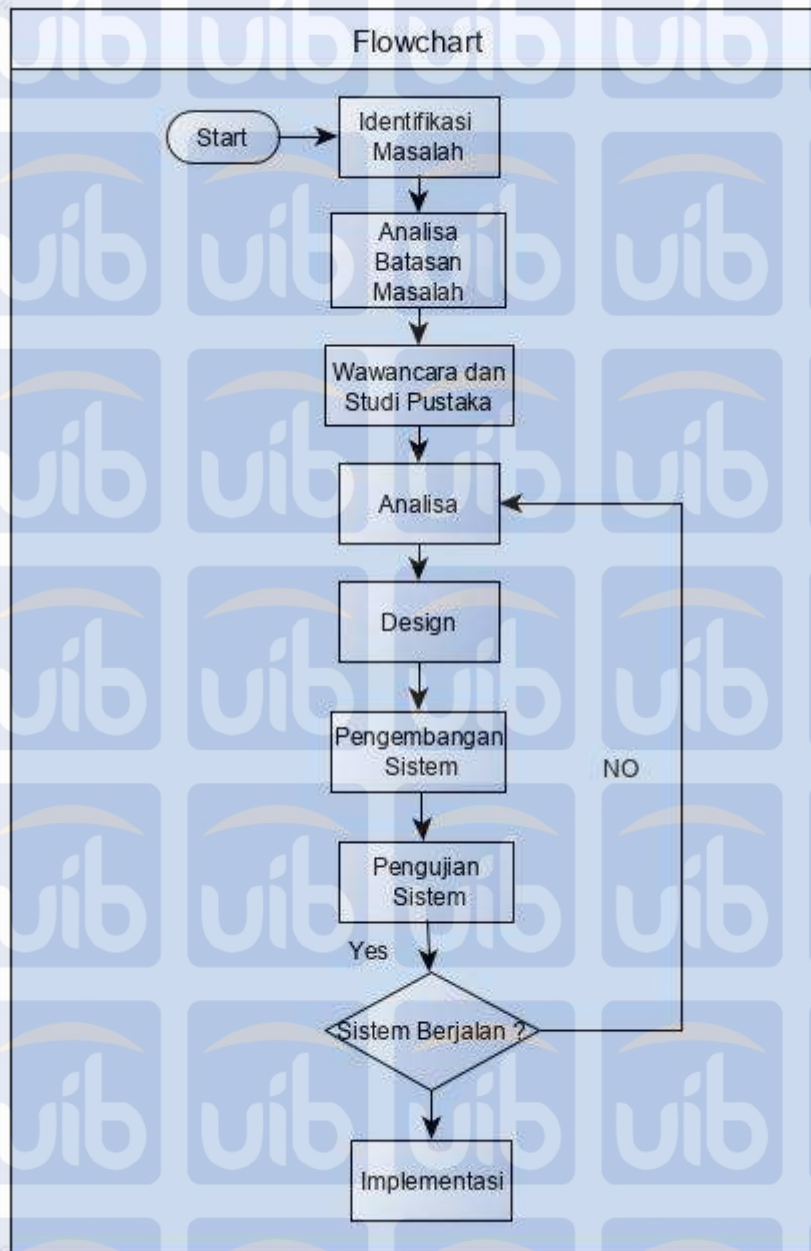 Flowchart
Start
Identifikasi
Masalah
Analisa
Batasan
Masalah
Wawancara dan
Studi Pustaka
Analisa
Design
Pengembangan
Sistem
NO
Pengujian
Sistem
Yes
Sistem Berjalan ?
Implementasi
uib